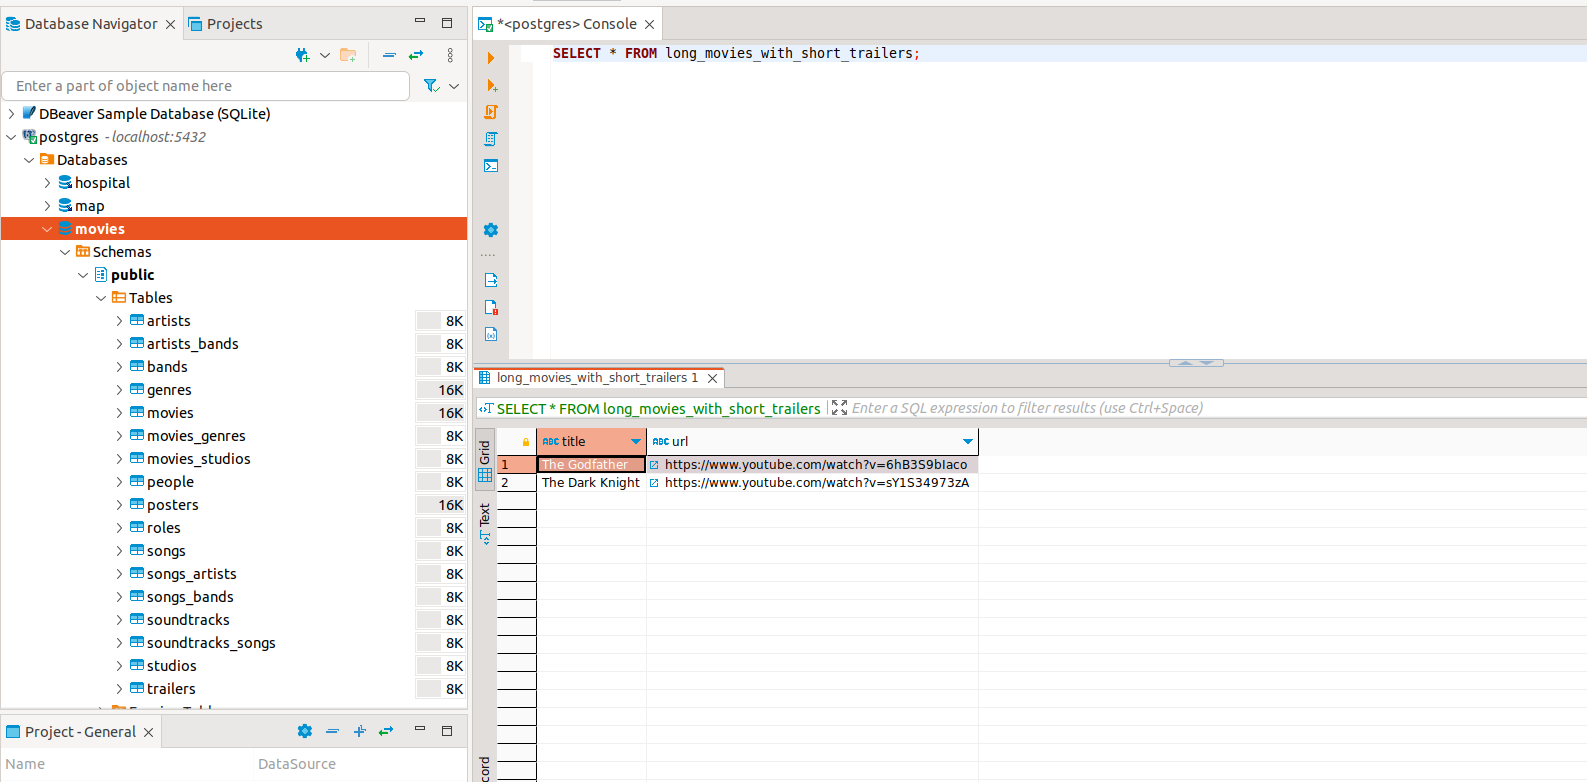 Database Navigator
Projects
Enter a part of object name here
DBeaver Sample Database (SQLite)
postgres - localhost:5432
Databases
hospital
map
movies
Schemas
public
Tables
artists 8K
artists_bands 8K
bands 8K
genres 16K
movies 16K
movies_genres 8K
movies_studios 8K
people 8K
posters 16K
roles 8K
songs 8K
songs_artists 8K
songs_bands 8K
soundtracks 8K
soundtracks_songs 8K
studios 8K
trailers 8K
Project - General
Name DataSource
*<postgres> Console
SELECT * FROM long_movies_with_short_trailers;
long_movies_with_short_trailers 1
SELECT * FROM long_movies_with_short_trailers
Enter a SQL expression to filter results (use Ctrl+Space)
Grid
Text
ABC title ABC url
1 The Godfather https://www.youtube.com/watch?v=6hB3S9bIaco
2 The Dark Knight https://www.youtube.com/watch?v=sY1S34973zA